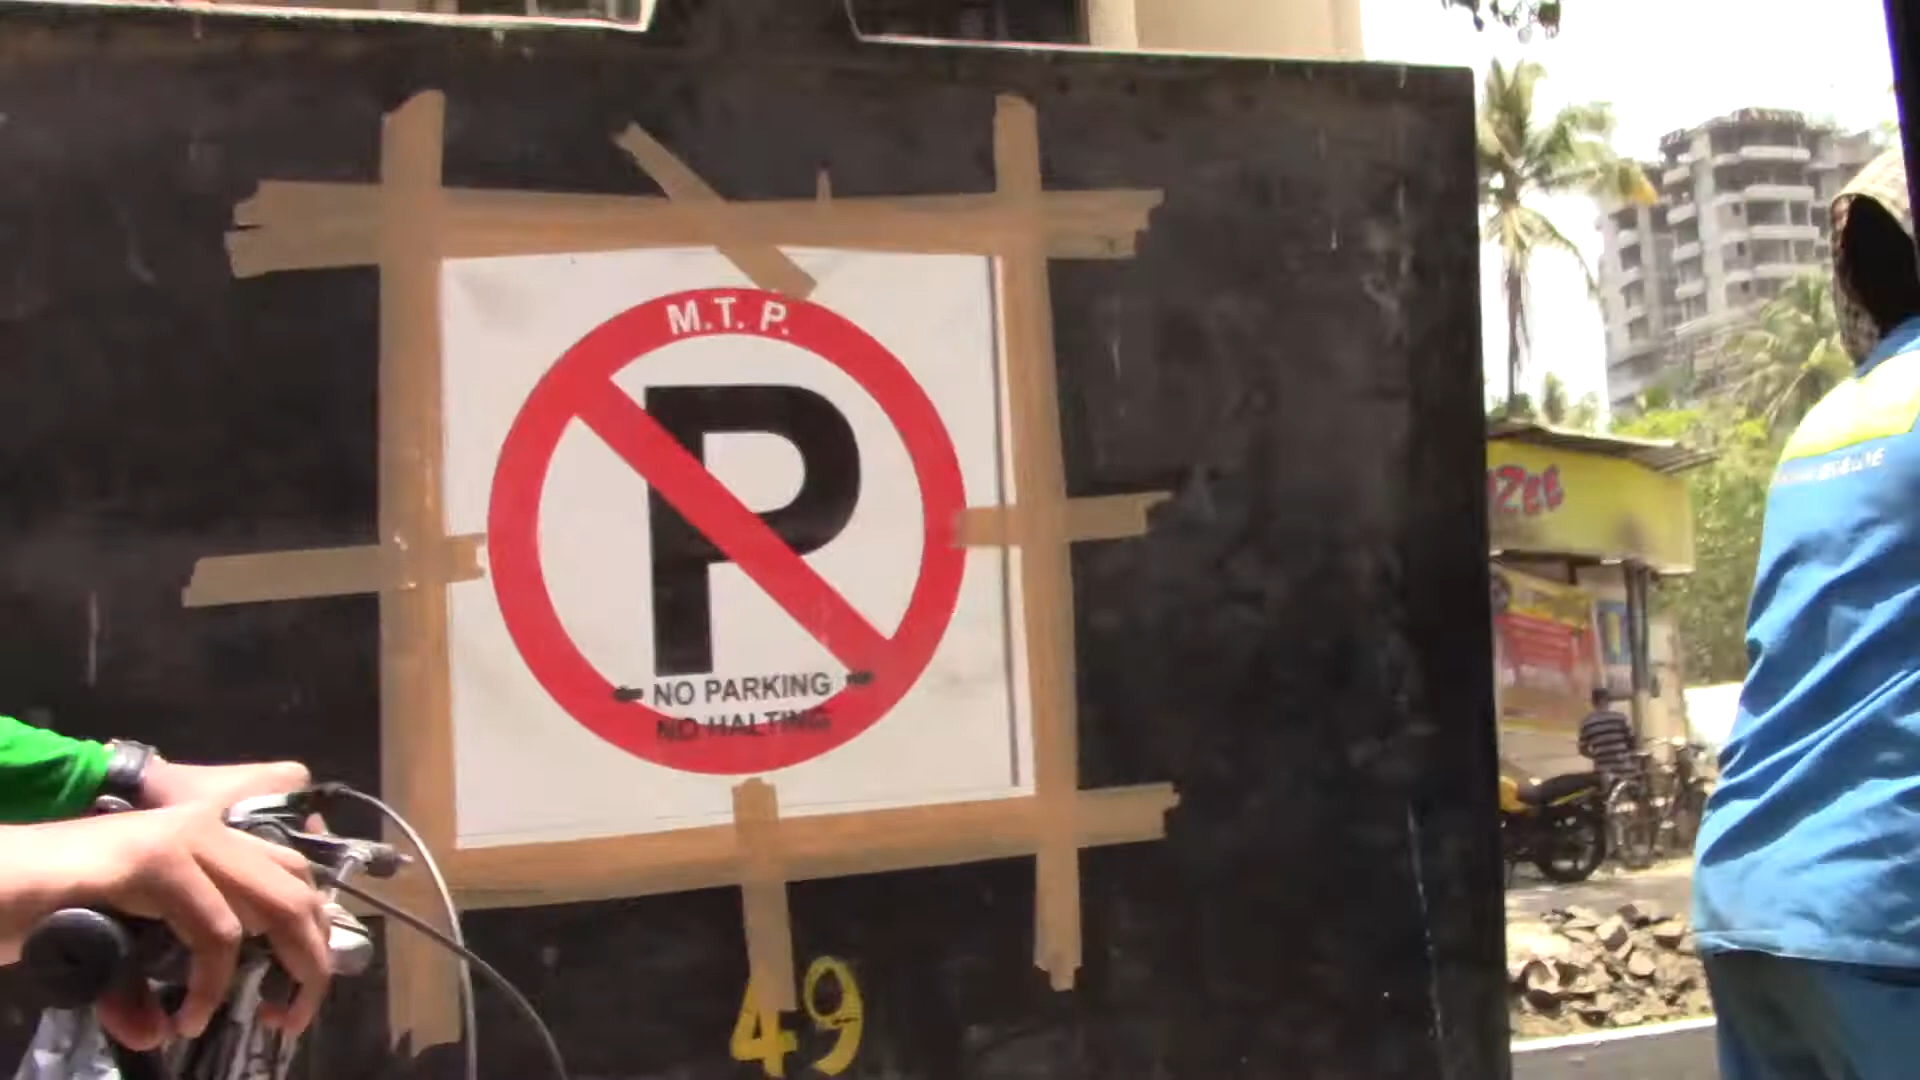 M.T. P.
P
NO PARKING
NO HALTING
49